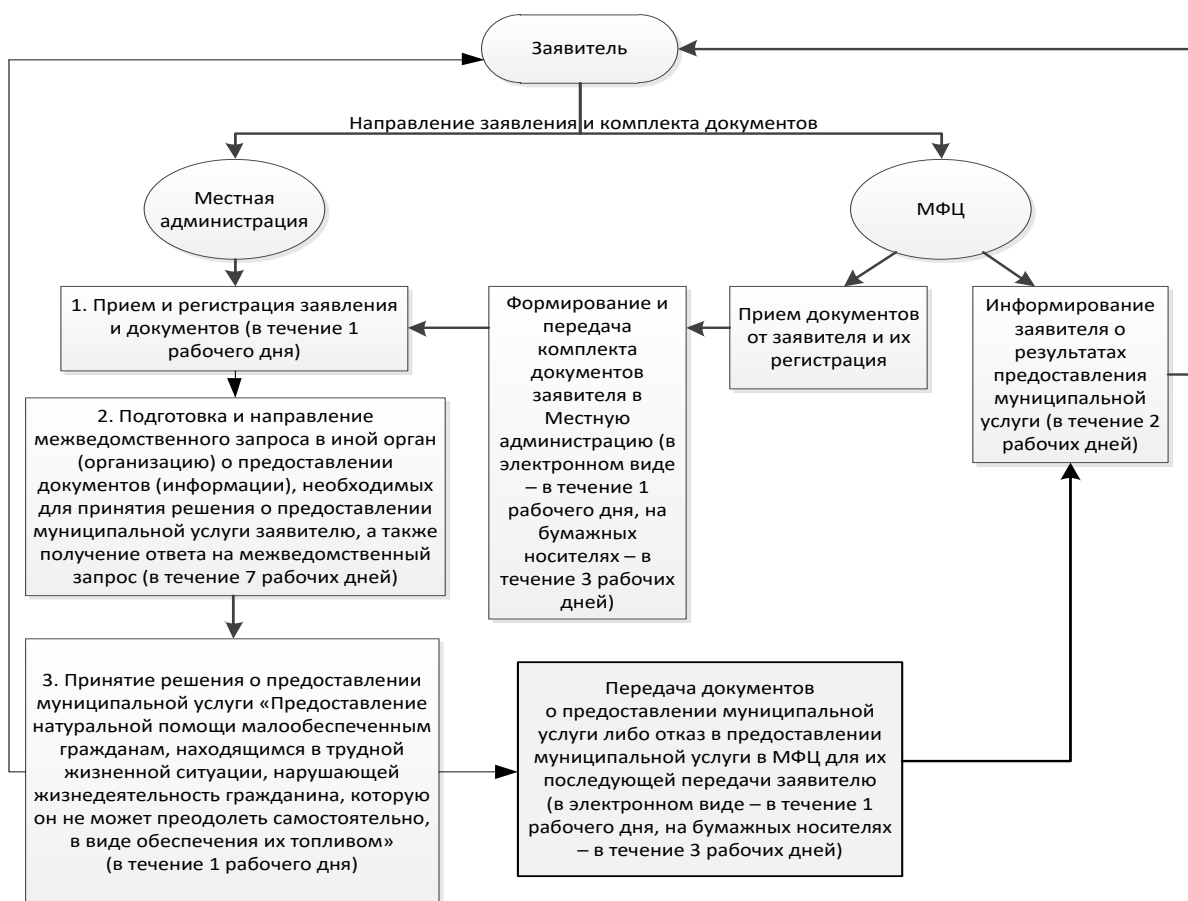 Заявитель
Направление заявления и комплекта документов
Местная
администрация
МФЦ
1. Прием и регистрация заявления
и документов (в течение 1
рабочего дня)
Формирование и
передача
комплекта
документов
заявителя в
Местную
администрацию (в
электронном виде
– в течение 1
рабочего дня, на
бумажных
носителях – в
течение 3 рабочих
дней)
Прием документов
от заявителя и их
регистрация
Информирование
заявителя о
результатах
предоставления
муниципальной
услуги (в течение 2
рабочих дней)
2. Подготовка и направление
межведомственного запроса в иной орган
(организацию) о предоставлении
документов (информации), необходимых
для принятия решения о предоставлении
муниципальной услуги заявителю, а также
получение ответа на межведомственный
запрос (в течение 7 рабочих дней)
3. Принятие решения о предоставлении
муниципальной услуги «Предоставление
натуральной помощи малообеспеченным
гражданам, находящимся в трудной
жизненной ситуации, нарушающей
жизнедеятельность гражданина, которую
он не может преодолеть самостоятельно,
в виде обеспечения их топливом»
(в течение 1 рабочего дня)
Передача документов
о предоставлении муниципальной
услуги либо отказ в предоставлении
муниципальной услуги в МФЦ для их
последующей передачи заявителю
(в электронном виде – в течение 1
рабочего дня, на бумажных носителях
– в течение 3 рабочих дней)